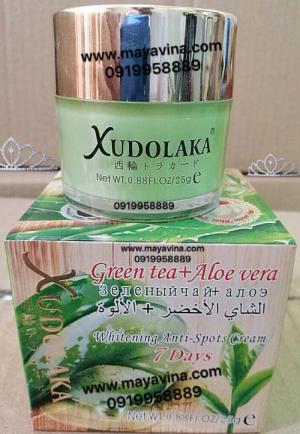 www.mayavina.com
0919958889
XUDOLAKA®
西輪トラカード
Net WT. 0.88FL.OZ/25g e
0919958889
www.mayavina.com
Green tea+Aloe vera
0919958889
зеленыйчай+ алоэ
الشاي الأخضر + الألوة
Whitening Anti-Spots Cream
7 Days
XUDOLAKA
www.mayavina.com
0919958889
Net WT. 0.88FL.OZ/25g e